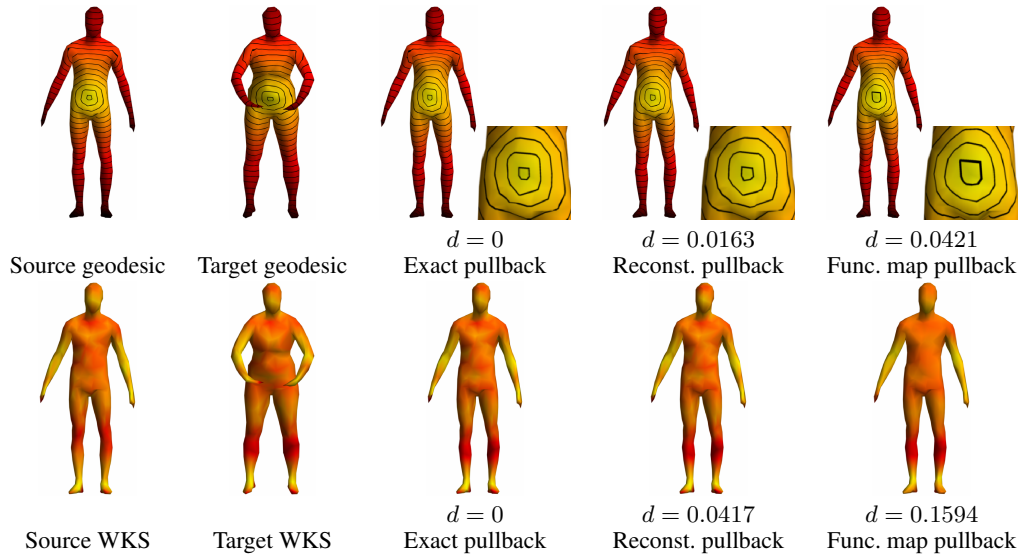 d = 0 d = 0.0163 d = 0.0421
Source geodesic Target geodesic Exact pullback Reconst. pullback Func. map pullback
d = 0 d = 0.0417 d = 0.1594
Source WKS Target WKS Exact pullback Reconst. pullback Func. map pullback